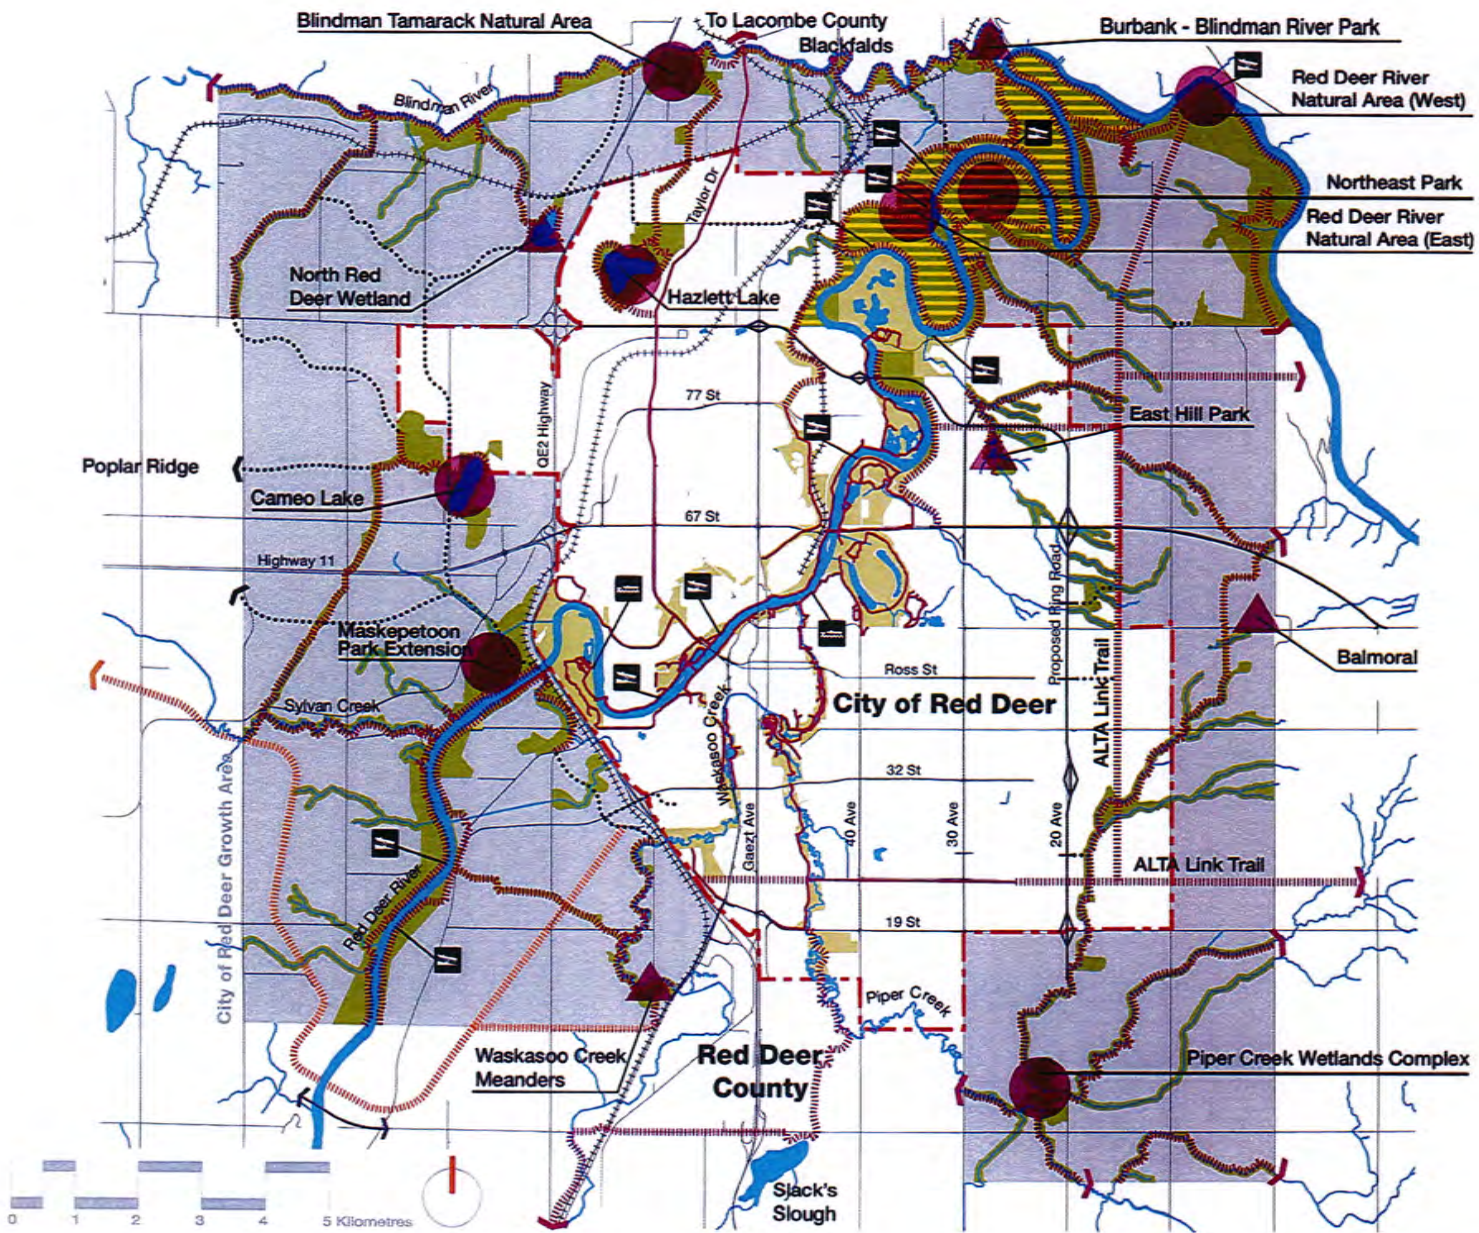 Blindman Tamarack Natural Area
To Lacombe County
Blackfalds
Burbank - Blindman River Park
Red Deer River
Natural Area (West)
Blindman River
Northeast Park
Taylor Dr
Red Deer River
Natural Area (East)
North Red
Deer Wetland
Hazlett Lake
QE2 Highway
77 St
East Hill Park
Poplar Ridge
Cameo Lake
67 St
Highway 11
Proposed Ring Road
Maskepetoon
Park Extension
Ross St
Balmoral
ALTA Link Trail
Sylvan Creek
City of Red Deer
Waskasoo Creek
32 St
City of Red Deer Growth Area
Gaezt Ave
40 Ave
30 Ave
20 Ave
ALTA Link Trail
Red Deer River
19 St
Piper Creek
Waskasoo Creek
Meanders
Red Deer
County
Piper Creek Wetlands Complex
Slack's
Slough
0 1 2 3 4 5 Kilometres